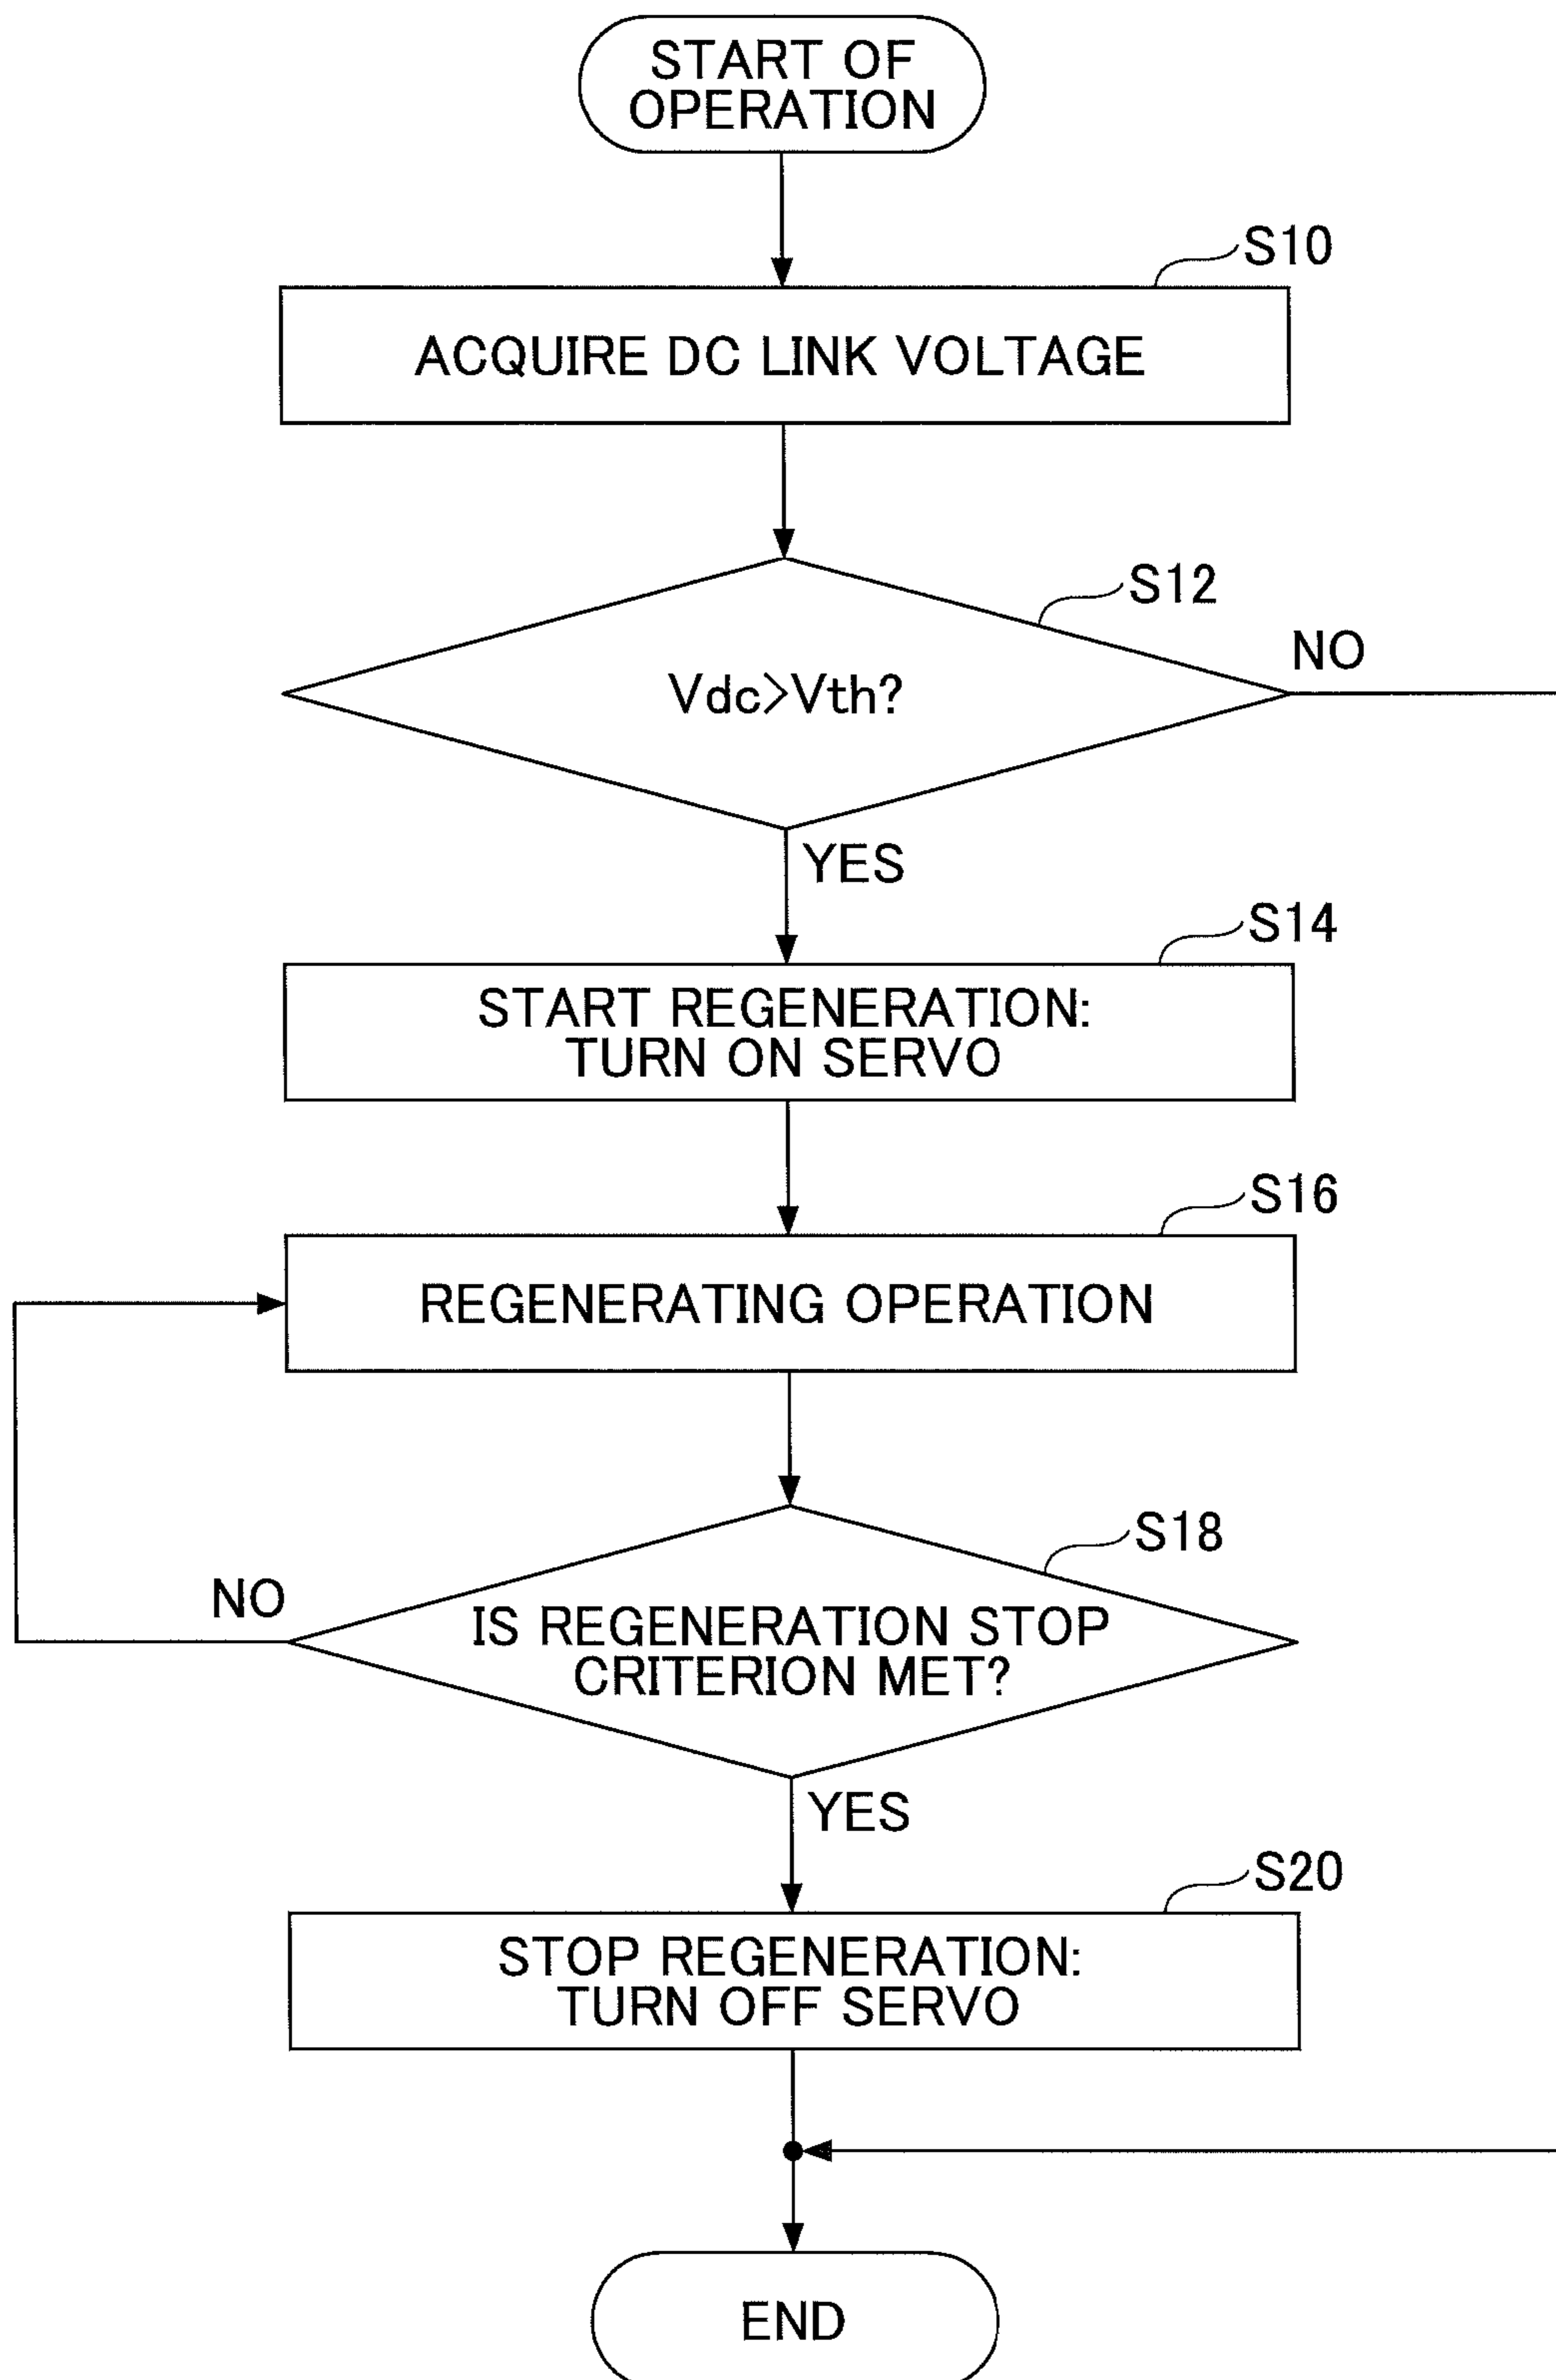 START OF
OPERATION
S10
ACQUIRE DC LINK VOLTAGE
S12
Vdc>Vth?
NO
YES
S14
START REGENERATION:
TURN ON SERVO
S16
REGENERATING OPERATION
S18
IS REGENERATION STOP
CRITERION MET?
NO
YES
S20
STOP REGENERATION:
TURN OFF SERVO
END